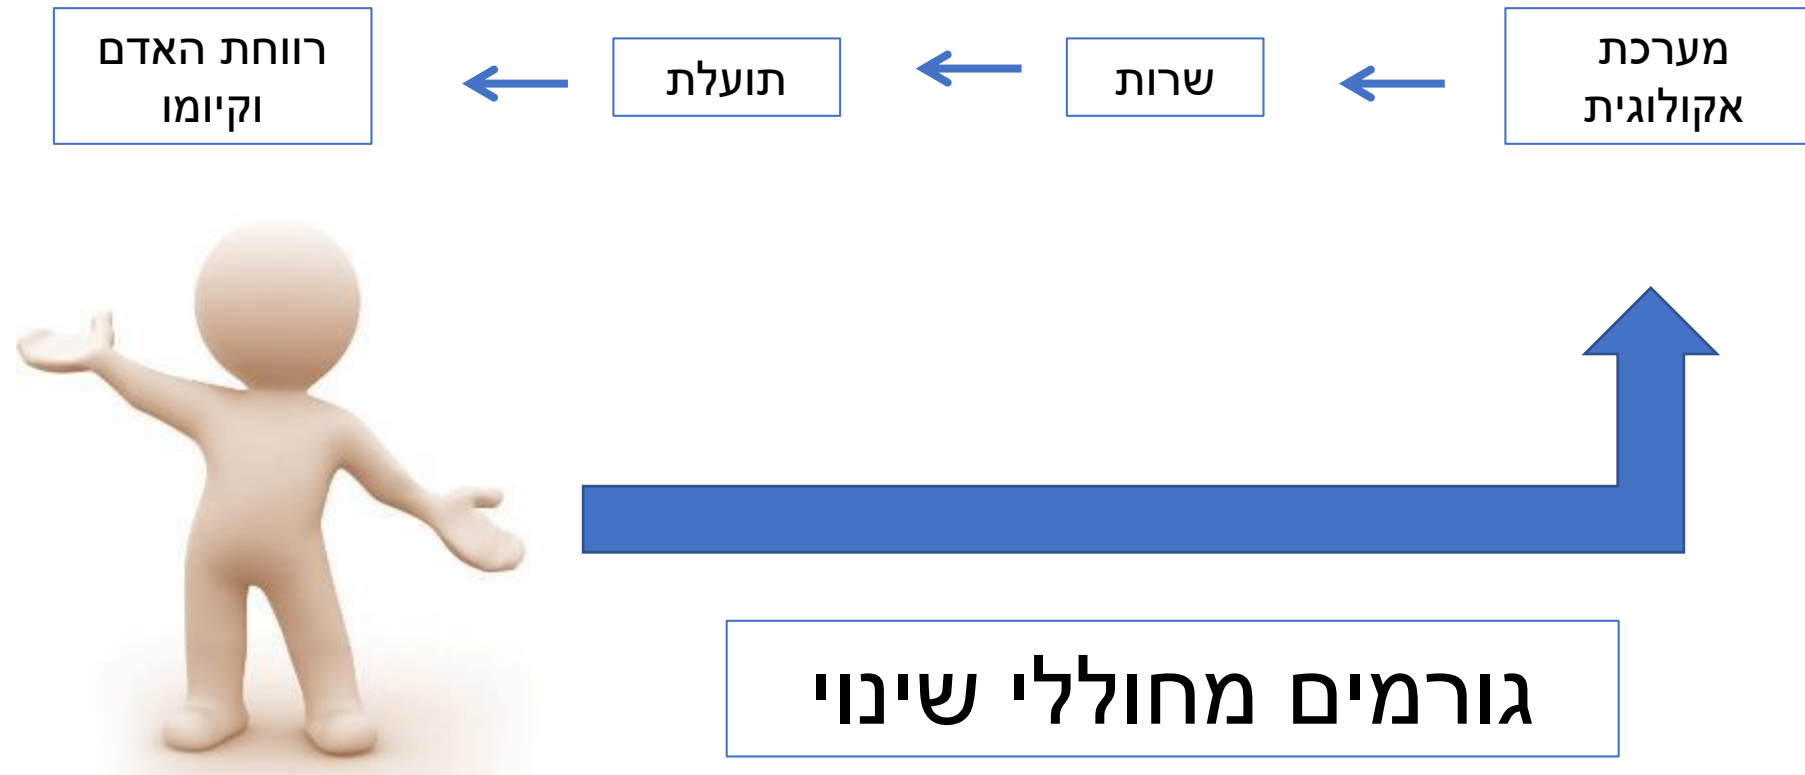 מערכת
אקולוגית
שרות
תועלת
רווחת האדם
וקיומו
גורמים מחוללי שינוי